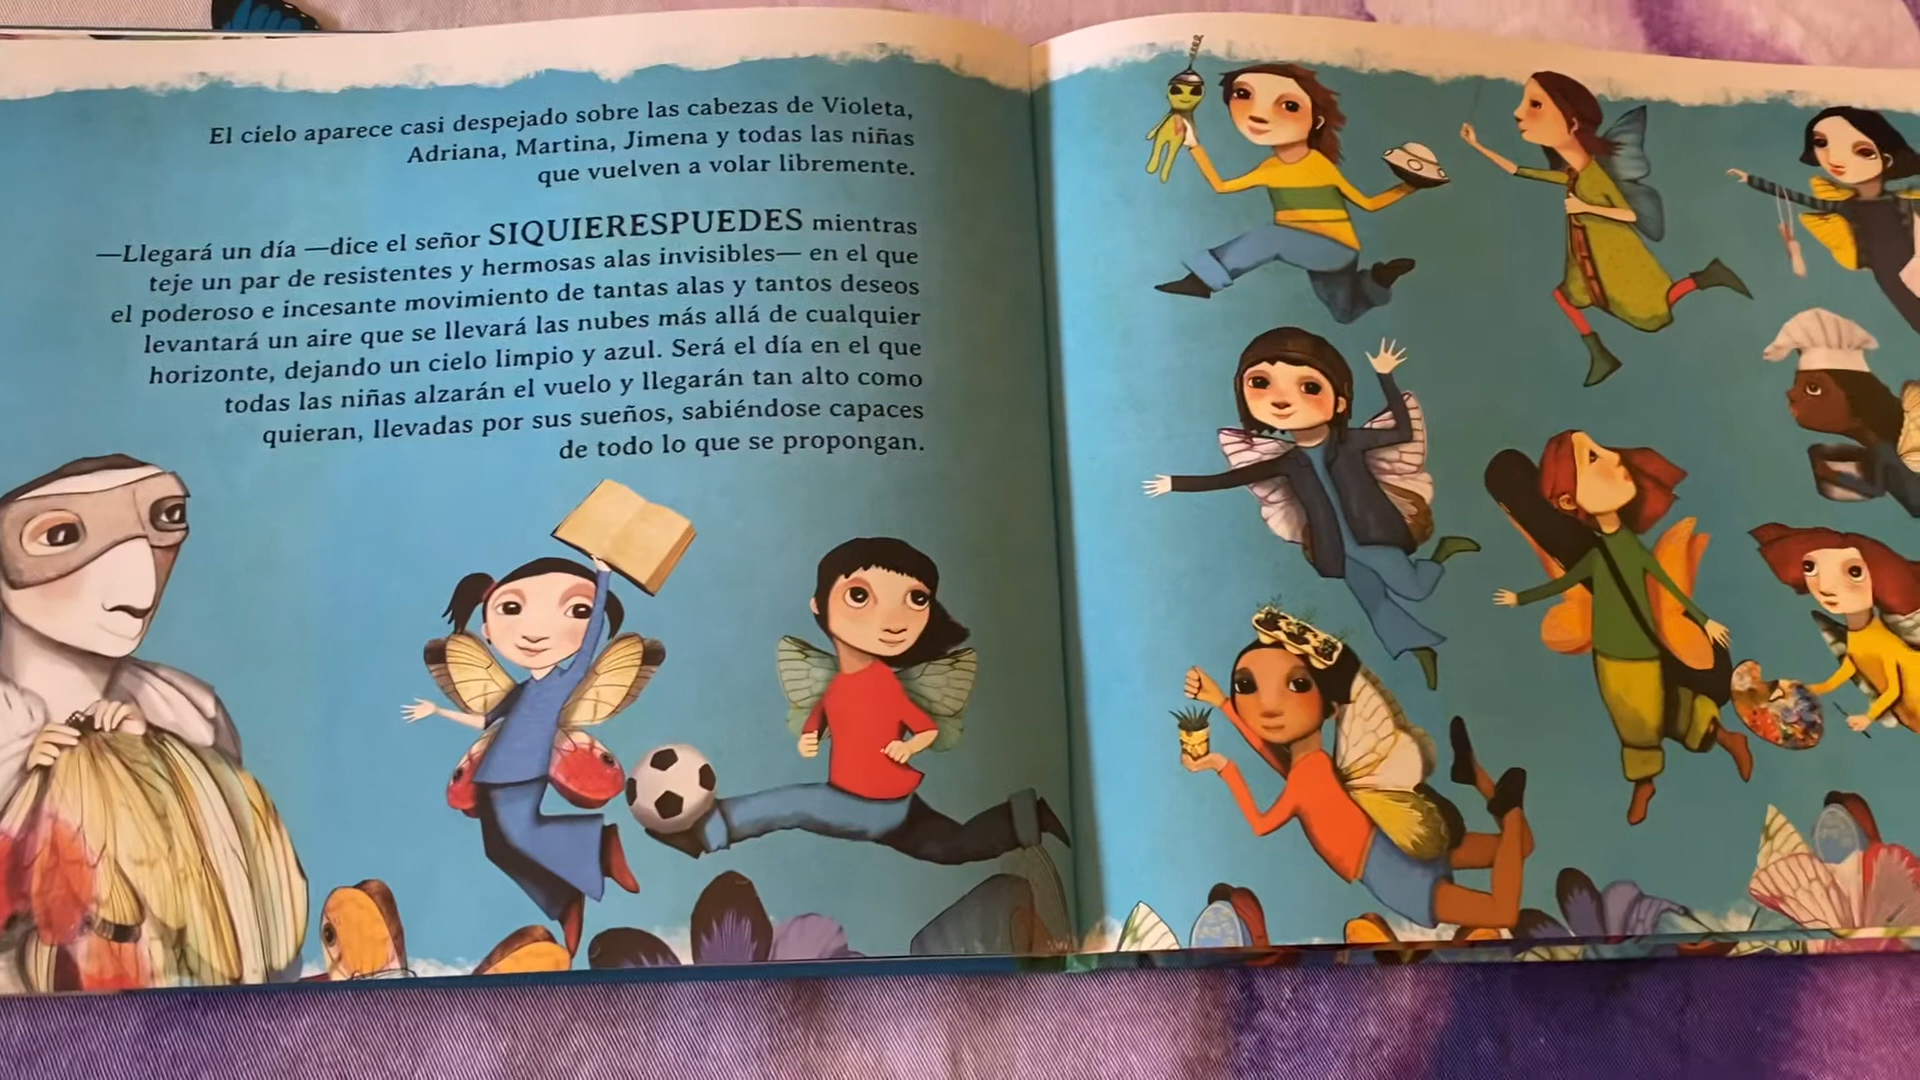 El cielo aparece casi despejado sobre las cabezas de Violeta,
Adriana, Martina, Jimena y todas las niñas
que vuelven a volar libremente.
—Llegará un día —dice el señor SIQUIERESPUEDES mientras
teje un par de resistentes y hermosas alas invisibles— en el que
el poderoso e incesante movimiento de tantas alas y tantos deseos
levantará un aire que se llevará las nubes más allá de cualquier
horizonte, dejando un cielo limpio y azul. Será el día en el que
todas las niñas alzarán el vuelo y llegarán tan alto como
quieran, llevadas por sus sueños, sabiéndose capaces
de todo lo que se propongan.